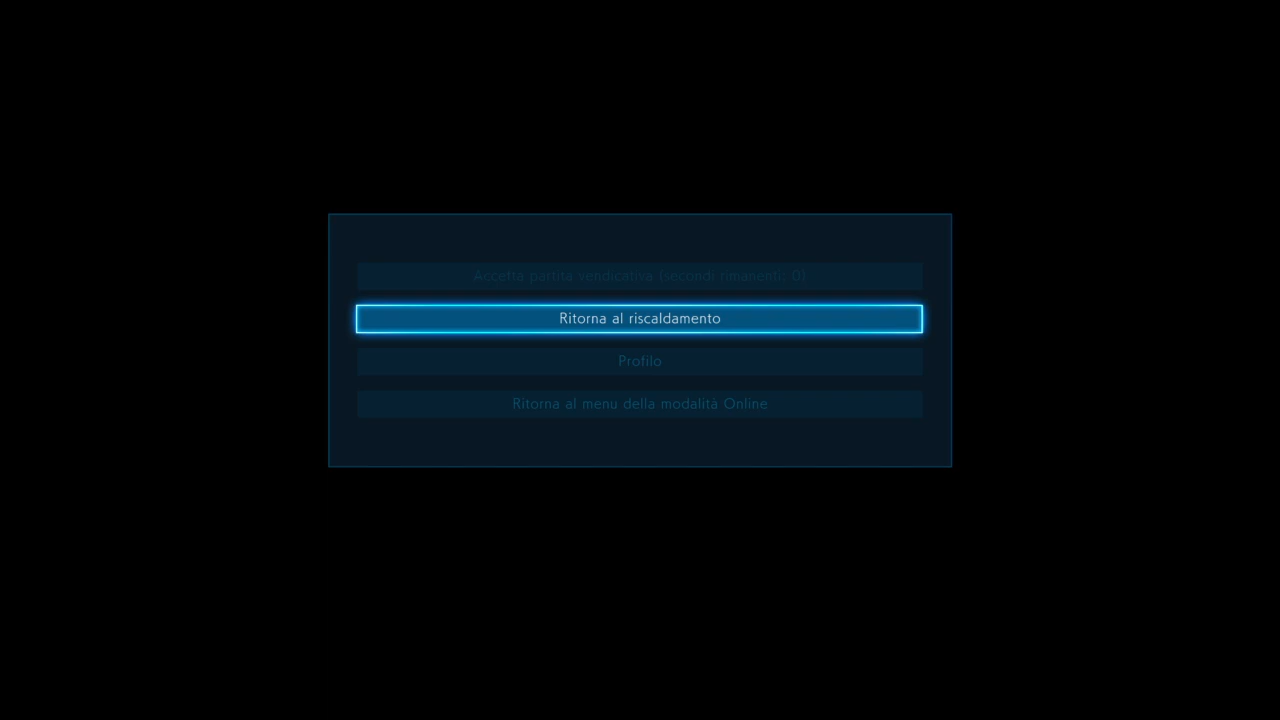 Accetta partita vendicativa (secondi rimanenti: 0)
Ritorna al riscaldamento
Profilo
Ritorna al menu della modalità Online